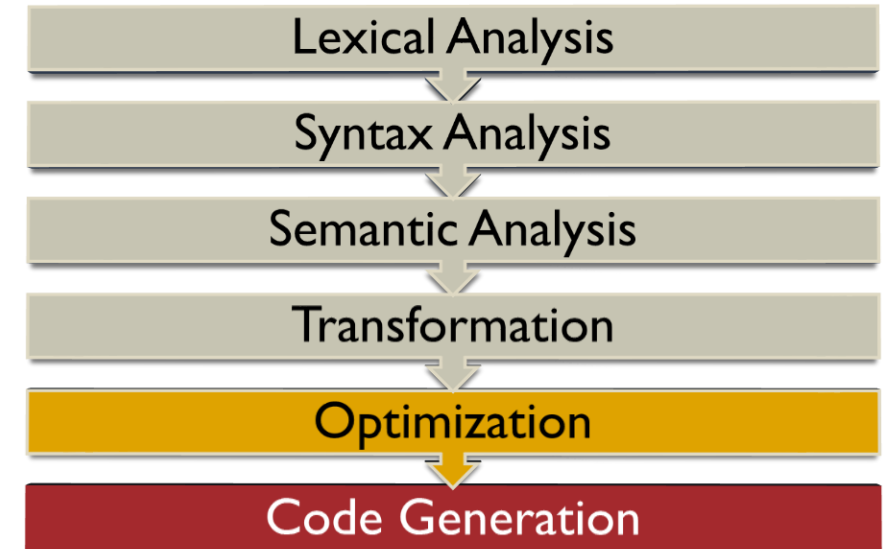 Lexical Analysis
Syntax Analysis
Semantic Analysis
Transformation
Optimization
Code Generation